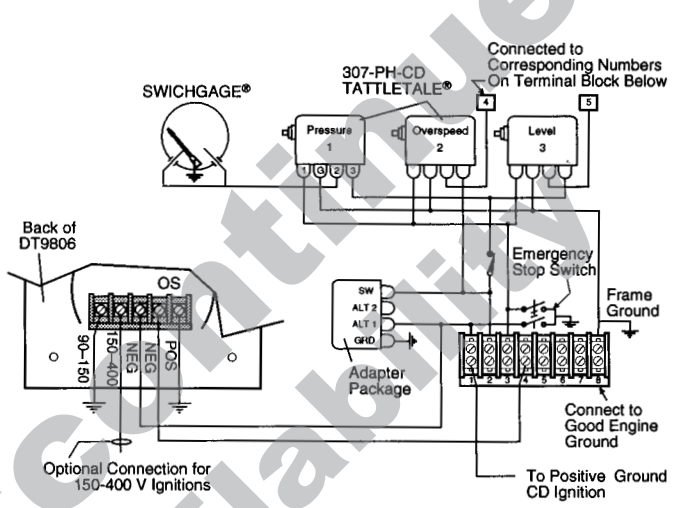 Connected to
Corresponding Numbers
On Terminal Block Below
307-PH-CD
TATTLETALE®
SWICHGAGE®
4
5
Pressure
1
Overspeed
2
Level
3
1 G 2 3
Back of
DT9806
OS
90-150
150-400
NEG
NEG
POS
SW
ALT 2
ALT 1
GRD
Adapter
Package
Emergency
Stop Switch
Frame
Ground
1 2 3 4 5 6 7 8
Connect to
Good Engine
Ground
Optional Connection for
150-400 V Ignitions
To Positive Ground
CD Ignition
continue
lability